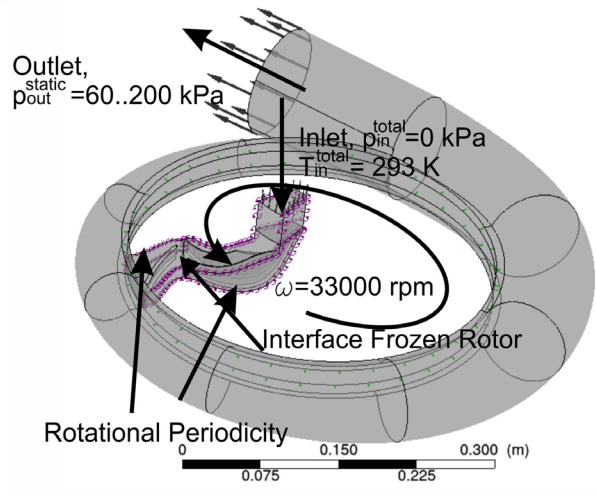 Outlet,
p_out^static =60..200 kPa
Inlet, p_in^total=0 kPa
T_in^total= 293 K
ω=33000 rpm
Interface Frozen Rotor
Rotational Periodicity
0 0.150 0.300 (m)
0.075 0.225